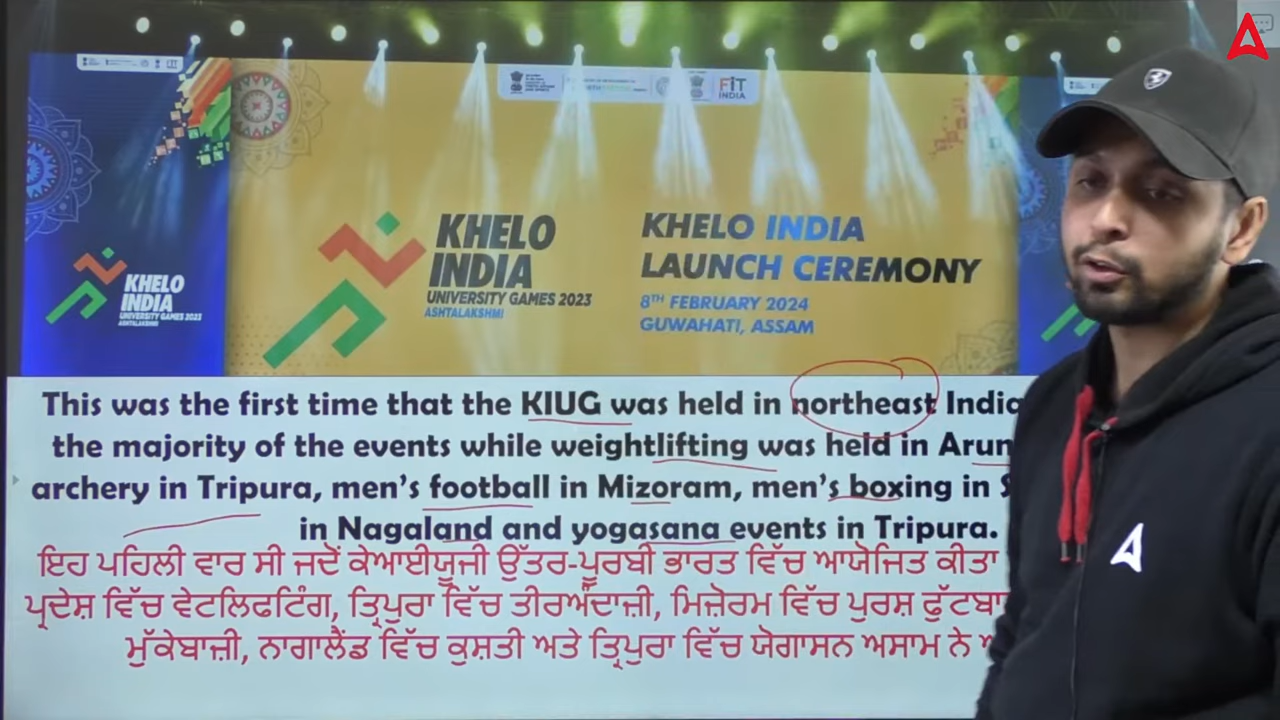 FIT
INDIA
KHELO
INDIA
UNIVERSITY GAMES 2023
ASHTALAKSHMI
KHELO
INDIA
UNIVERSITY GAMES 2023
ASHTALAKSHMI
KHELO INDIA
LAUNCH CEREMONY
8TH FEBRUARY 2024
GUWAHATI, ASSAM
This was the first time that the KIUG was held in northeast India
the majority of the events while weightlifting was held in Arun
archery in Tripura, men's football in Mizoram, men's boxing in S
in Nagaland and yogasana events in Tripura.
ਇਹ ਪਹਿਲੀ ਵਾਰ ਸੀ ਜਦੋਂ ਕੇਆਈਯੂਜੀ ਉੱਤਰ-ਪੂਰਬੀ ਭਾਰਤ ਵਿੱਚ ਆਯੋਜਿਤ ਕੀਤਾ
ਪ੍ਰਦੇਸ਼ ਵਿੱਚ ਵੇਟਲਿਫਟਿੰਗ, ਤ੍ਰਿਪੁਰਾ ਵਿੱਚ ਤੀਰਅੰਦਾਜ਼ੀ, ਮਿਜ਼ੋਰਮ ਵਿੱਚ ਪੁਰਸ਼ ਫੁੱਟਬਾ
ਮੁੱਕੇਬਾਜ਼ੀ, ਨਾਗਾਲੈਂਡ ਵਿੱਚ ਕੁਸ਼ਤੀ ਅਤੇ ਤ੍ਰਿਪੁਰਾ ਵਿੱਚ ਯੋਗਾਸਨ ਅਸਾਮ ਨੇ